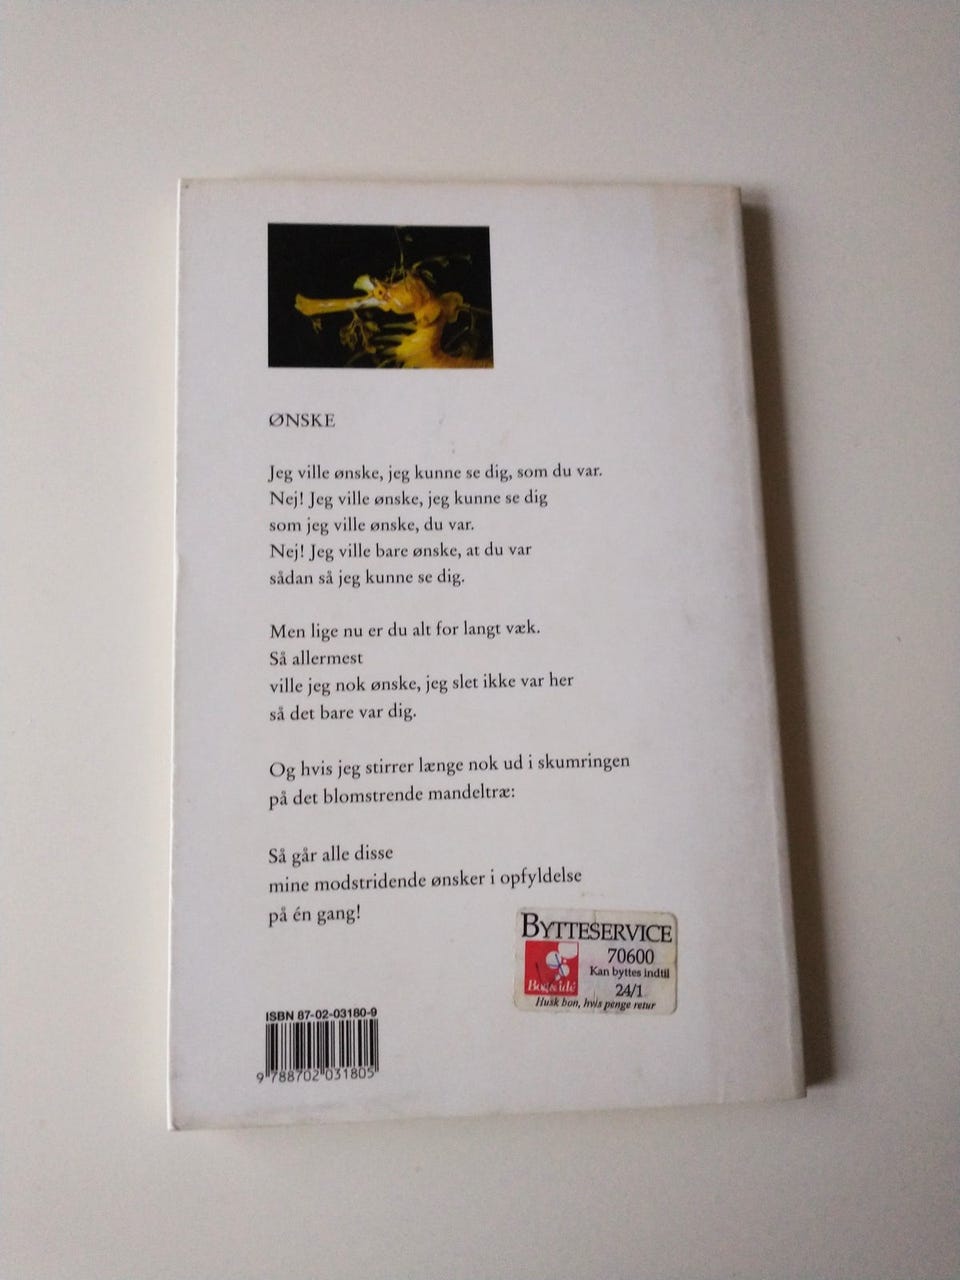 ØNSKE
Jeg ville ønske, jeg kunne se dig, som du var.
Nej! Jeg ville ønske, jeg kunne se dig
som jeg ville ønske, du var.
Nej! Jeg ville bare ønske, at du var
sådan så jeg kunne se dig.
Men lige nu er du alt for langt væk.
Så allermest
ville jeg nok ønske, jeg slet ikke var her
så det bare var dig.
Og hvis jeg stirrer længe nok ud i skumringen
på det blomstrende mandeltræ:
Så går alle disse
mine modstridende ønsker i opfyldelse
på én gang!
BYTTESERVICE
70600
Kan byttes indtil
24/1
Bog & idé
Husk bon, hvis penge retur
ISBN 87-02-03180-9
9 788702 031805